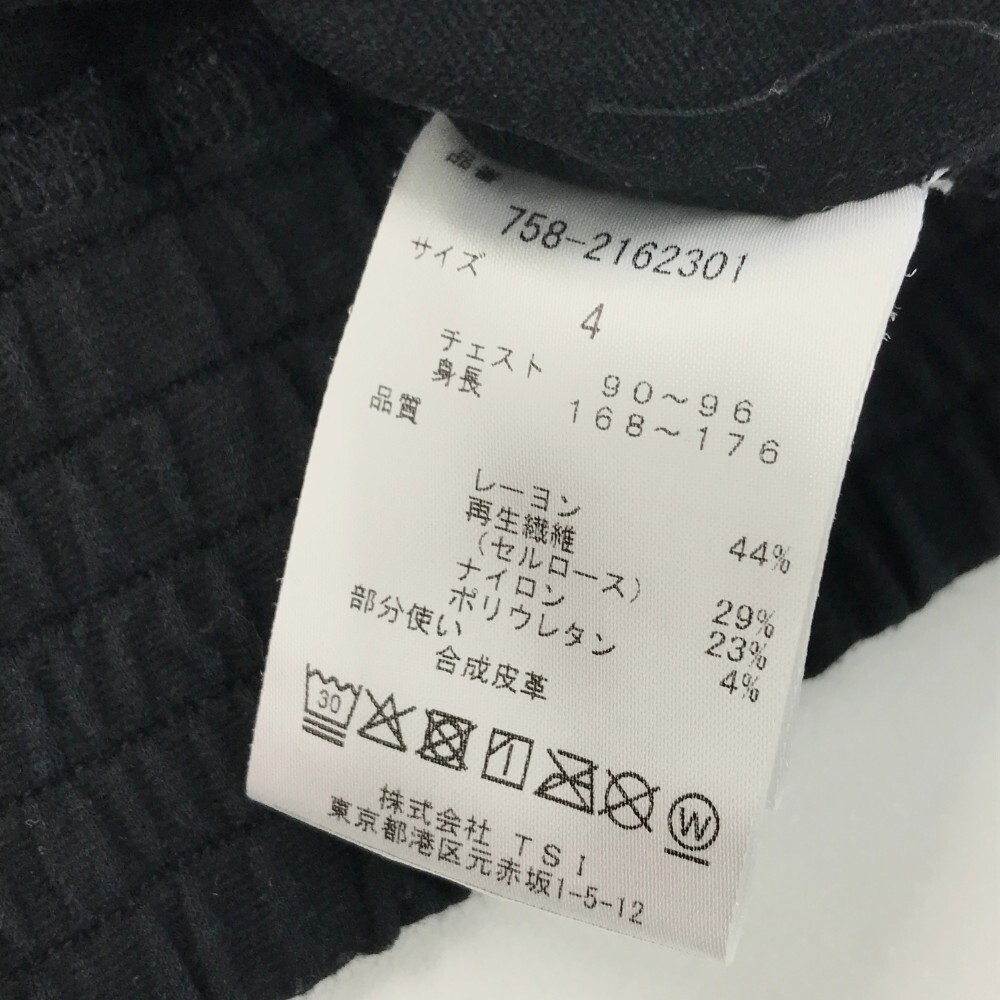 品番
758-2162301
サイズ
4
チェスト 90～96
身長 168～176
品質
レーヨン 44%
再生繊維
(セルロース) 29%
ナイロン 23%
ポリウレタン 4%
部分使い
合成皮革
30
W
株式会社 TSI
東京都港区元赤坂1-5-12